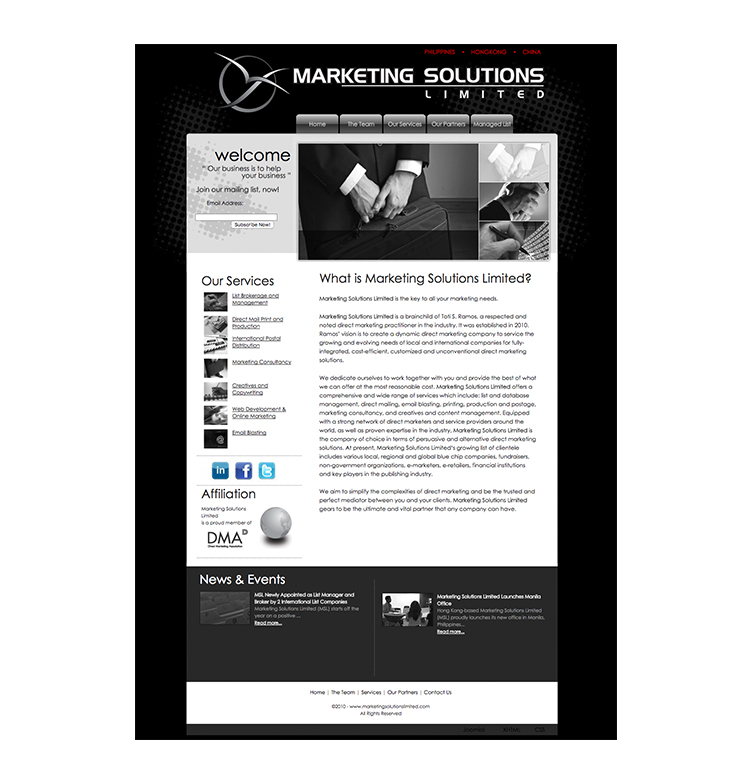 PHILIPPINES • HONGKONG • CHINA
MARKETING SOLUTIONS
LIMITED
Home The Team Our Services Our Partners Managed List
welcome
" Our business is to help
your business "
Join our mailing list, now!
Email Address:
Subscribe Now!
Our Services
List Brokerage and
Management
Direct Mail Print and
Production
International Postal
Distribution
Marketing Consultancy
Creatives and
Copywriting
Web Development &
Online Marketing
Email Blasting
in f t
Affiliation
Marketing Solutions
Limited
is a proud member of
DMA
Direct Marketing Association
What is Marketing Solutions Limited?
Marketing Solutions Limited is the key to all your marketing needs.
Marketing Solutions Limited is a brainchild of Toti S. Ramos, a respected and
noted direct marketing practitioner in the industry. It was established in 2010.
Ramos' vision is to create a dynamic direct marketing company to service the
growing and evolving needs of local and international companies for fully-
integrated, cost-efficient, customized and unconventional direct marketing
solutions.
We dedicate ourselves to work together with you and provide the best of what
we can offer at the most reasonable cost. Marketing Solutions Limited offers a
comprehensive and wide range of services which include: list and database
management, direct mailing, email blasting, printing, production and postage,
marketing consultancy, and creatives and content management. Equipped
with a strong network of direct marketers and service providers around the
world, as well as proven expertise in the industry, Marketing Solutions Limited is
the company of choice in terms of persuasive and alternative direct marketing
solutions. At present, Marketing Solutions Limited's growing list of clientele
includes various local, regional and global blue chip companies, fundraisers,
non-government organizations, e-marketers, e-retailers, financial institutions
and key players in the publishing industry.
We aim to simplify the complexities of direct marketing and be the trusted and
perfect mediator between you and your clients. Marketing Solutions Limited
gears to be the ultimate and vital partner that any company can have.
News & Events
MSL Newly Appointed as List Manager and
Broker by 2 International List Companies
Marketing Solutions Limited (MSL) starts off the
year on a positive ...
Read more...
Marketing Solutions Limited Launches Manila
Office
Hong Kong-based Marketing Solutions Limited
(MSL) proudly launches its new office in Manila,
Philippines...
Read more...
Home | The Team | Services | Our Partners | Contact Us
©2010 : www.marketingsolutionslimited.com
All Rights Reserved
Joomla! XHTML CSS